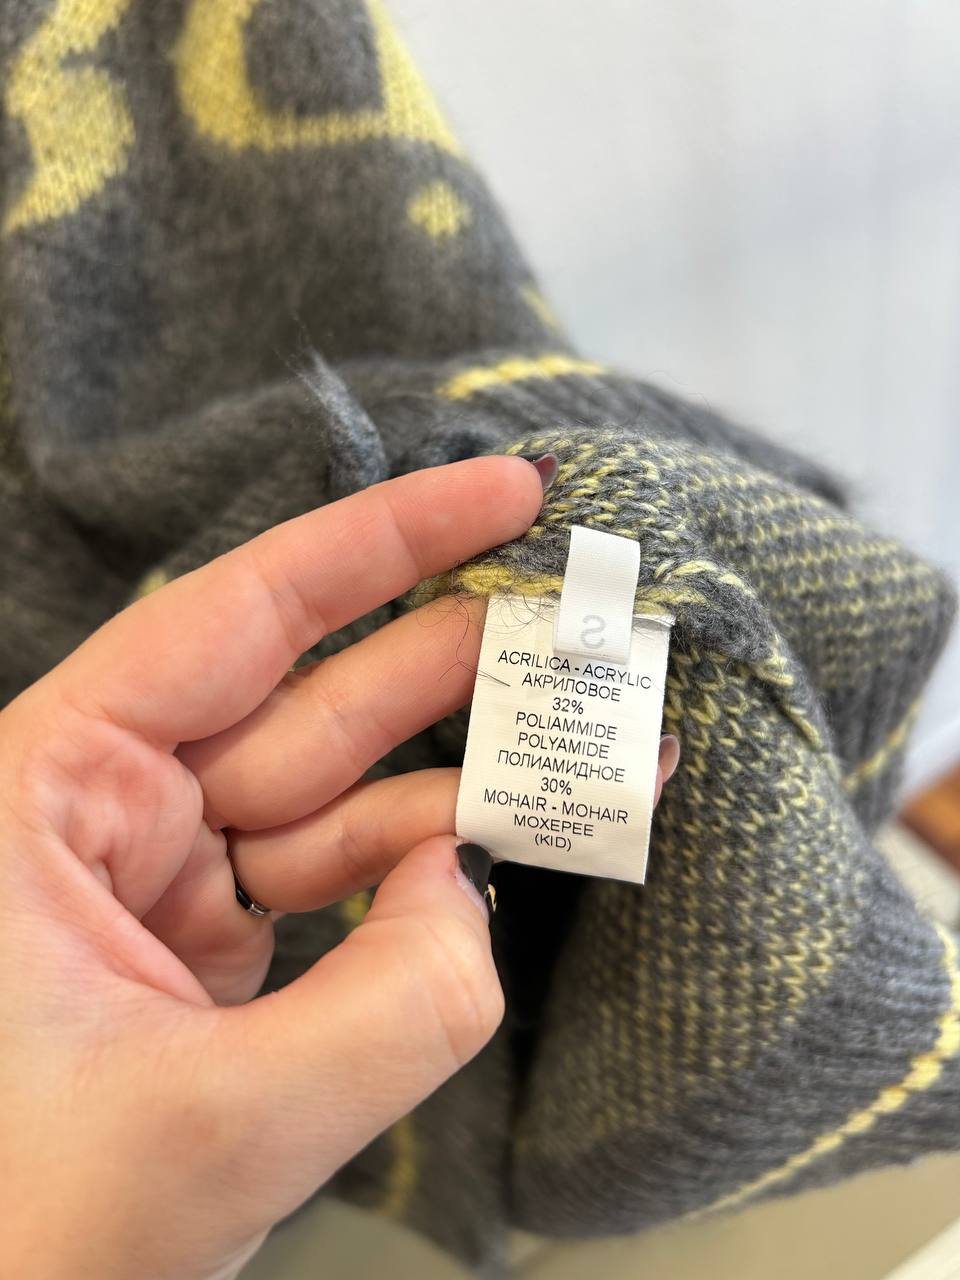 S
ACRILICA - ACRYLIC
АКРИЛОВОЕ
32%
POLIAMMIDE
POLYAMIDE
ПОЛИАМИДНОЕ
30%
MOHAIR - MOHAIR
МОХЕРЕЕ
(KID)